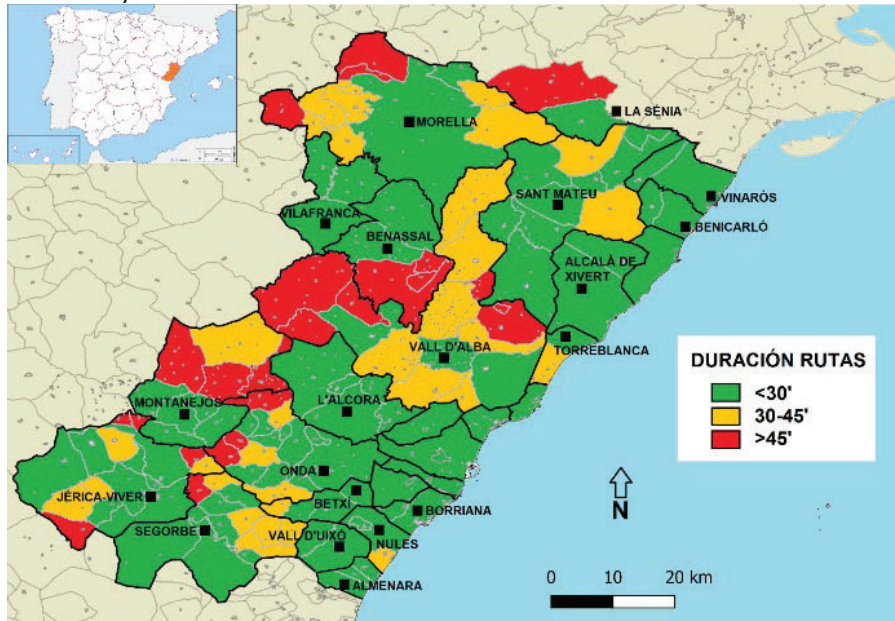 LA SÉNIA
MORELLA
SANT MATEU
VINARÒS
VILAFRANCA
BENICARLÓ
BENASSAL
ALCALÀ DE
XIVERT
TORREBLANCA
VALL D'ALBA
DURACIÓN RUTAS
<30'
30-45'
>45'
MONTANEJOS
L'ALCORA
ONDA
JÉRICA-VIVER
BETXÍ
BORRIANA
N
SEGORBE
VALL D'UIXÓ
NULES
ALMENARA
0 10 20 km